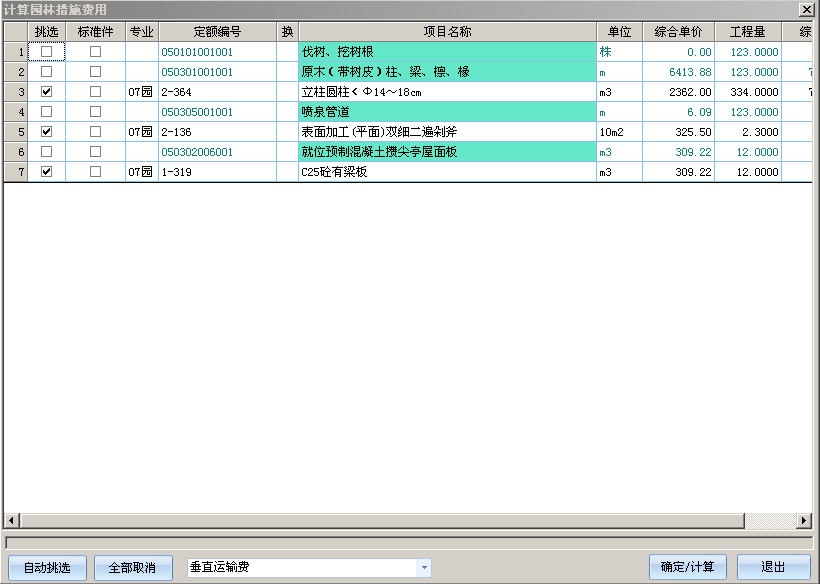 计算园林措施费用
挑选 标准件 专业 定额编号 换 项目名称 单位 综合单价 工程量 综
1 050101001001 伐树、挖树根 株 0.00 123.0000
2 050301001001 原木(带树皮)柱、梁、檩、椽 m 6413.88 123.0000 7
3 07园 2-364 立柱圆柱< Φ14~18cm m3 2362.00 334.0000 7
4 050305001001 喷泉管道 m 6.09 123.0000
5 07园 2-136 表面加工(平面)双细二遍剁斧 10m2 325.50 2.3000
6 050302006001 就位预制混凝土攒尖亭屋面板 m3 309.22 12.0000
7 07园 1-319 C25砼有梁板 m3 309.22 12.0000
自动挑选 全部取消 垂直运输费 确定/计算 退出